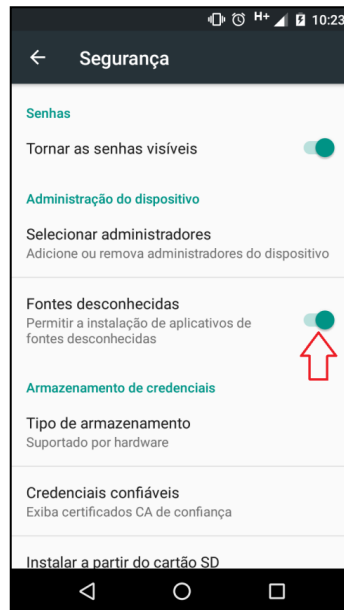 H+ 10:23
Segurança
Senhas
Tornar as senhas visíveis
Administração do dispositivo
Selecionar administradores
Adicione ou remova administradores do dispositivo
Fontes desconhecidas
Permitir a instalação de aplicativos de
fontes desconhecidas
Armazenamento de credenciais
Tipo de armazenamento
Suportado por hardware
Credenciais confiáveis
Exiba certificados CA de confiança
Instalar a partir do cartão SD